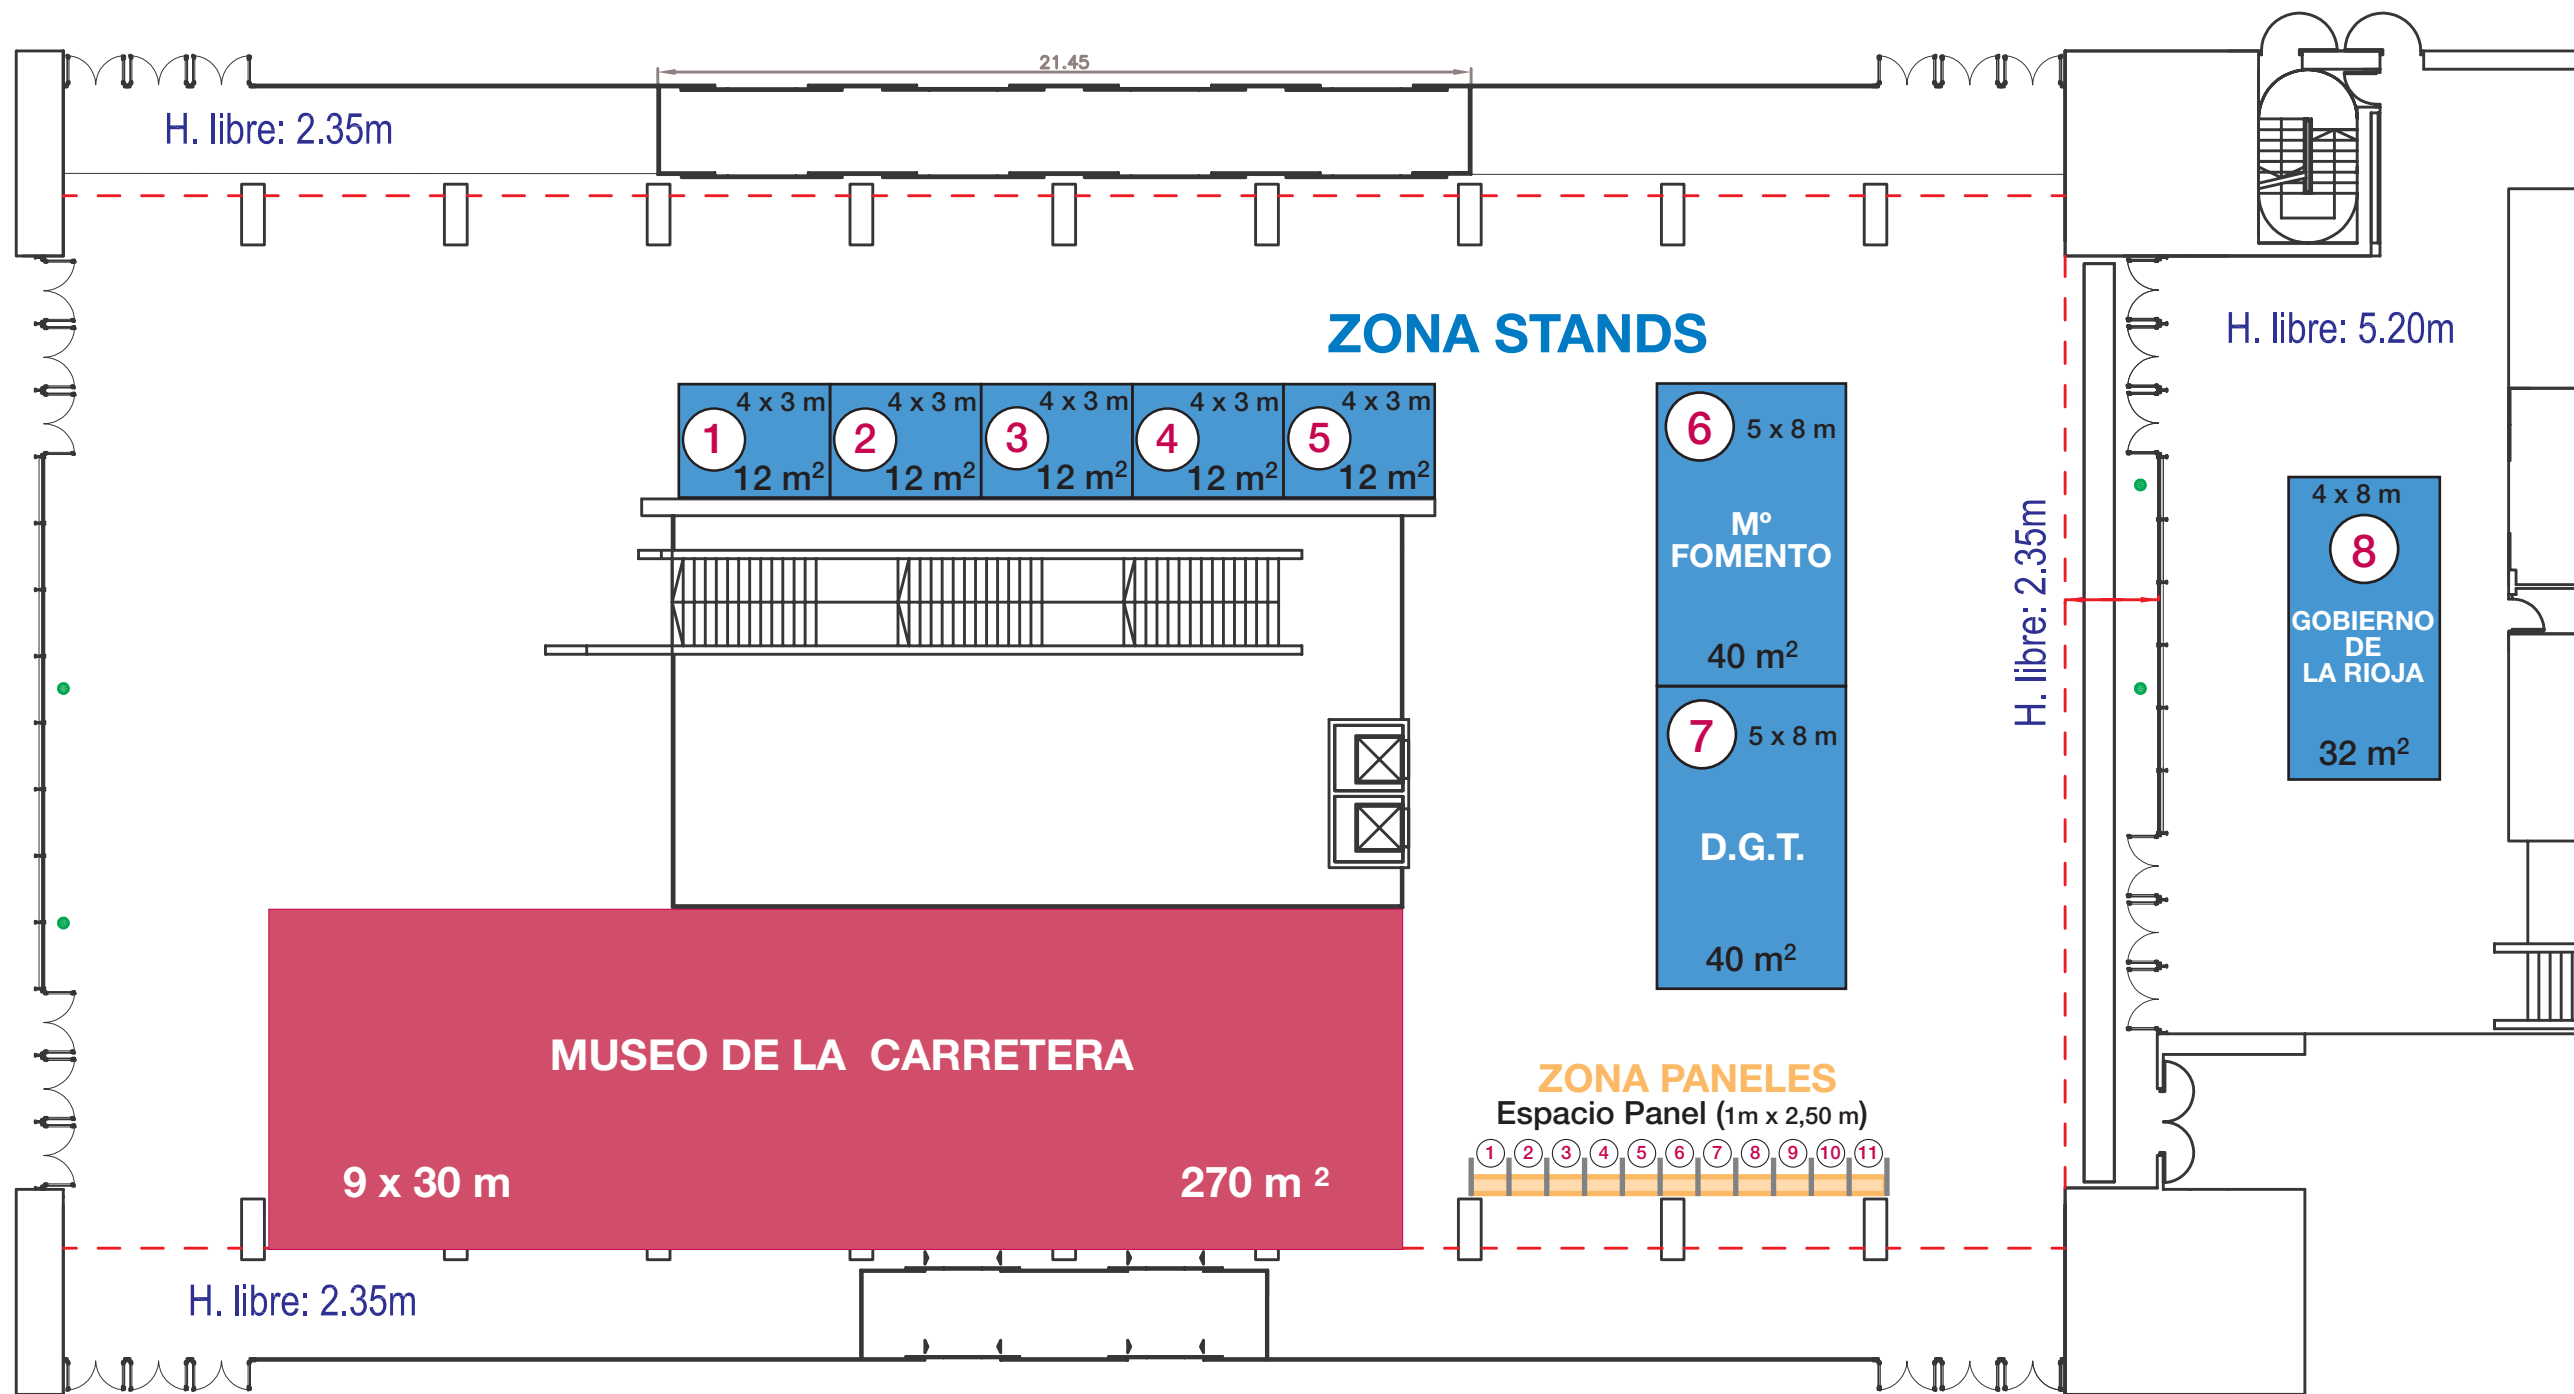 21.45
H. libre: 2.35m
ZONA STANDS
H. libre: 5.20m
4 x 3 m
1
12 m²
4 x 3 m
2
12 m²
4 x 3 m
3
12 m²
4 x 3 m
4
12 m²
4 x 3 m
5
12 m²
6
5 x 8 m
Mº
FOMENTO
40 m²
7
5 x 8 m
D.G.T.
40 m²
H. libre: 2.35m
4 x 8 m
8
GOBIERNO
DE
LA RIOJA
32 m²
MUSEO DE LA CARRETERA
9 x 30 m
270 m ²
ZONA PANELES
Espacio Panel (1m x 2,50 m)
1 2 3 4 5 6 7 8 9 10 11
H. libre: 2.35m